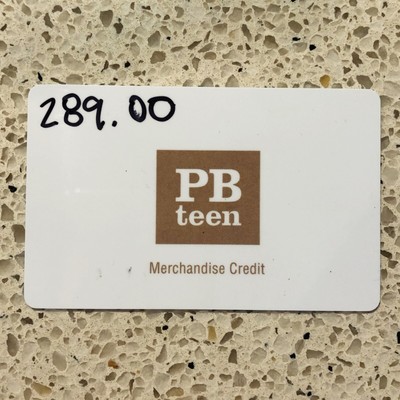 289.00
PB
teen
Merchandise Credit